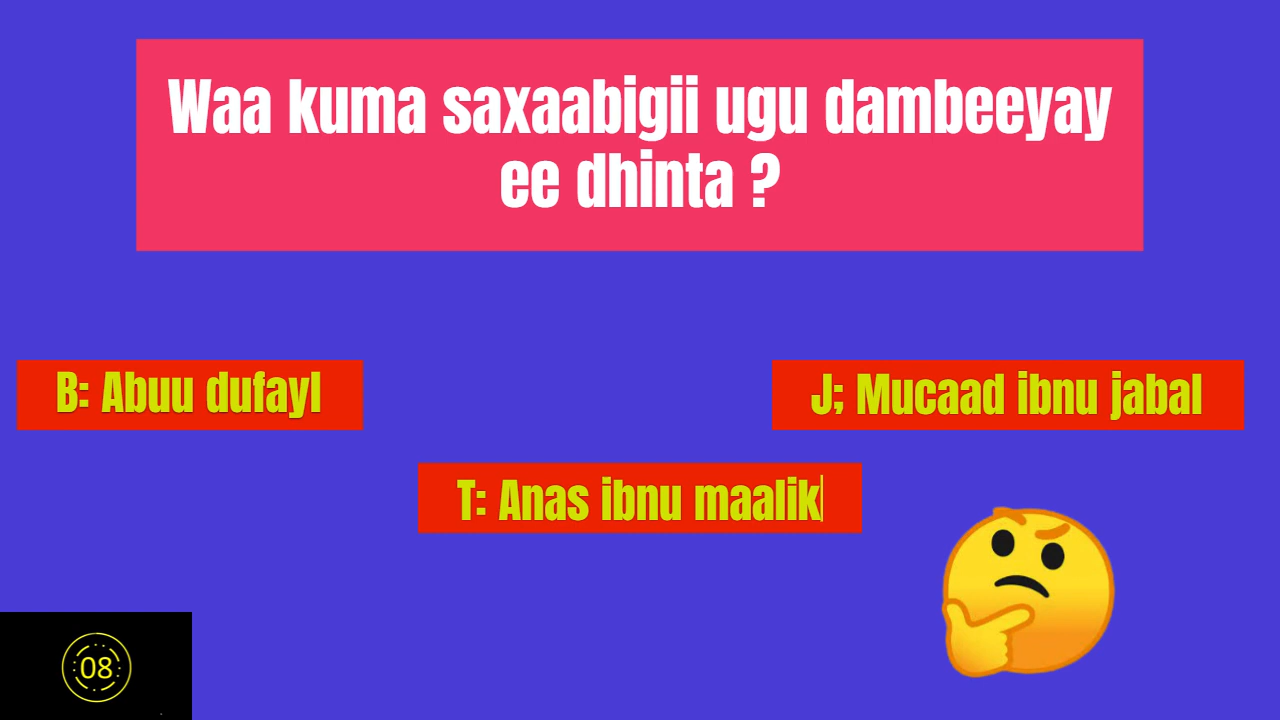 Waa kuma saxaabigii ugu dambeeyay
ee dhinta ?
B: Abuu dufayl
J; Mucaad ibnu jabal
T: Anas ibnu maalik
08